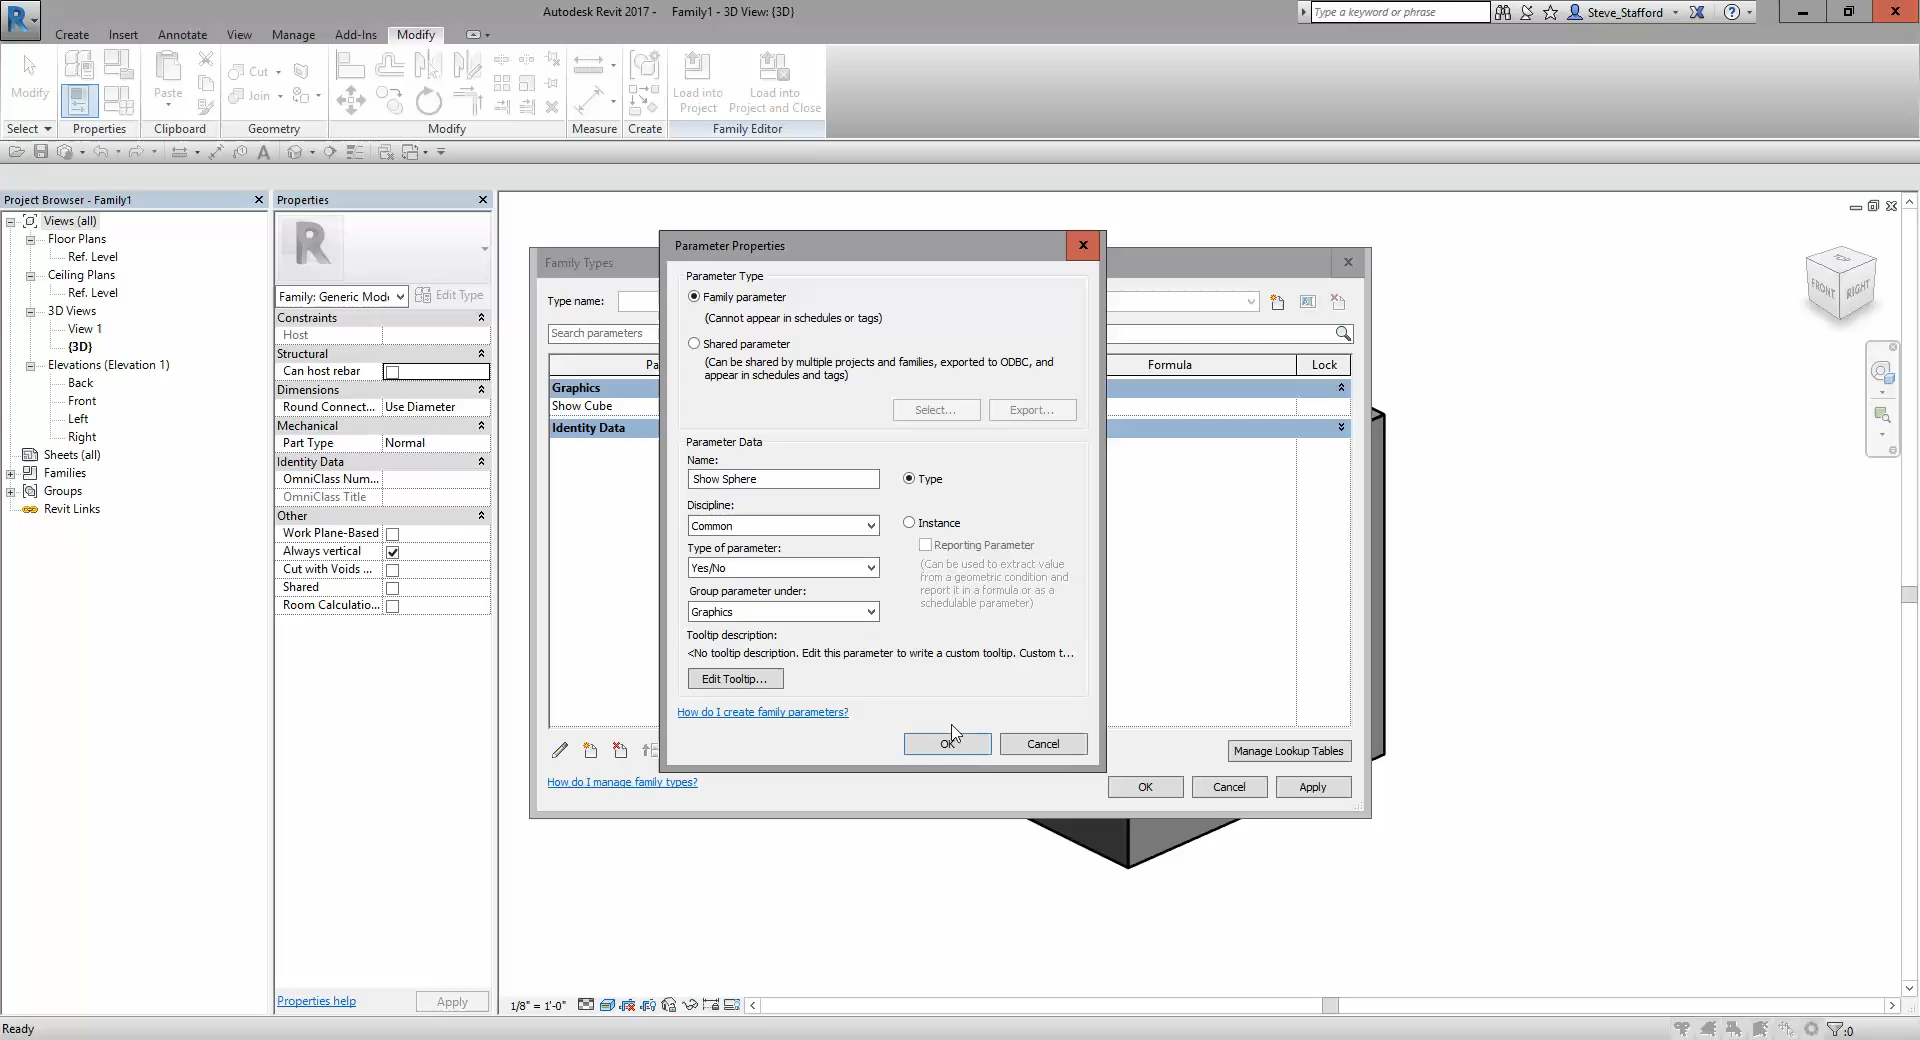 Autodesk Revit 2017 - Family1 - 3D View: {3D}
Type a keyword or phrase
Steve_Stafford
Create Insert Annotate View Manage Add-Ins Modify
Modify
Paste
Cut
Join
Load into Project
Load into Project and Close
Select Properties Clipboard Geometry Modify Measure Create Family Editor
Project Browser - Family1
Views (all)
Floor Plans
Ref. Level
Ceiling Plans
Ref. Level
3D Views
View 1
{3D}
Elevations (Elevation 1)
Back
Front
Left
Right
Sheets (all)
Families
Groups
Revit Links
Properties
R
Family: Generic Mode
Edit Type
Constraints
Host
Structural
Can host rebar
Dimensions
Round Connect... Use Diameter
Mechanical
Part Type Normal
Identity Data
OmniClass Num...
OmniClass Title
Other
Work Plane-Based
Always vertical
Cut with Voids ...
Shared
Room Calculatio...
Properties help
Apply
Family Types
Type name:
Search parameters
Pa
Formula
Lock
Graphics
Show Cube
Identity Data
Manage Lookup Tables
How do I manage family types?
OK
Cancel
Apply
Parameter Properties
Parameter Type
Family parameter
(Cannot appear in schedules or tags)
Shared parameter
(Can be shared by multiple projects and families, exported to ODBC, and
appear in schedules and tags)
Select...
Export...
Parameter Data
Name:
Show Sphere
Type
Discipline:
Common
Instance
Reporting Parameter
(Can be used to extract value
from a geometric condition and
report it in a formula or as a
schedulable parameter)
Type of parameter:
Yes/No
Group parameter under:
Graphics
Tooltip description:
<No tooltip description. Edit this parameter to write a custom tooltip. Custom t...
Edit Tooltip...
How do I create family parameters?
OK
Cancel
TOP
FRONT
RIGHT
1/8" = 1'-0"
Ready
:0